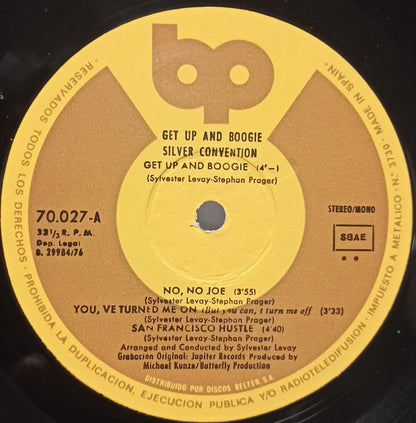 bp
GET UP AND BOOGIE
SILVER CONVENTION
GET UP AND BOOGIE (4'-)
(Sylvester Levay-Stephan Prager)
70.027-A
33⅓ R. P. M.
Dep. Legal
B. 29984/76
STEREO/MONO
SGAE
NO, NO JOE (3'55)
(Sylvester Levay-Stephan Prager)
YOU, VE TURNED ME ON (But you can, t turn me off (3'33)
(Sylvester Levay-Stephan Prager)
SAN FRANCISCO HUSTLE (4'40)
(Sylvester Levay-Stephan Prager)
Arranged and Conducted by Sylvester Levay
Grabacion Original: Jupiter Records Produced by
Michael Kunze/Butterfly Production
DISTRIBUIDO POR DISCOS BELTER, S.A.
RESERVADOS TODOS LOS DERECHOS - PROHIBIDA LA DUPLICACION, EJECUCION PUBLICA Y/O RADIOTELEDIFUSION - IMPUESTO A METALICO - N.º 3730 MADE IN SPAIN -